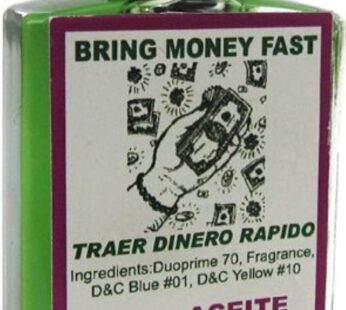 BRING MONEY FAST
TRAER DINERO RAPIDO
Ingredients:Duoprime 70, Fragrance,
D&C Blue #01, D&C Yellow #10
ACEITE